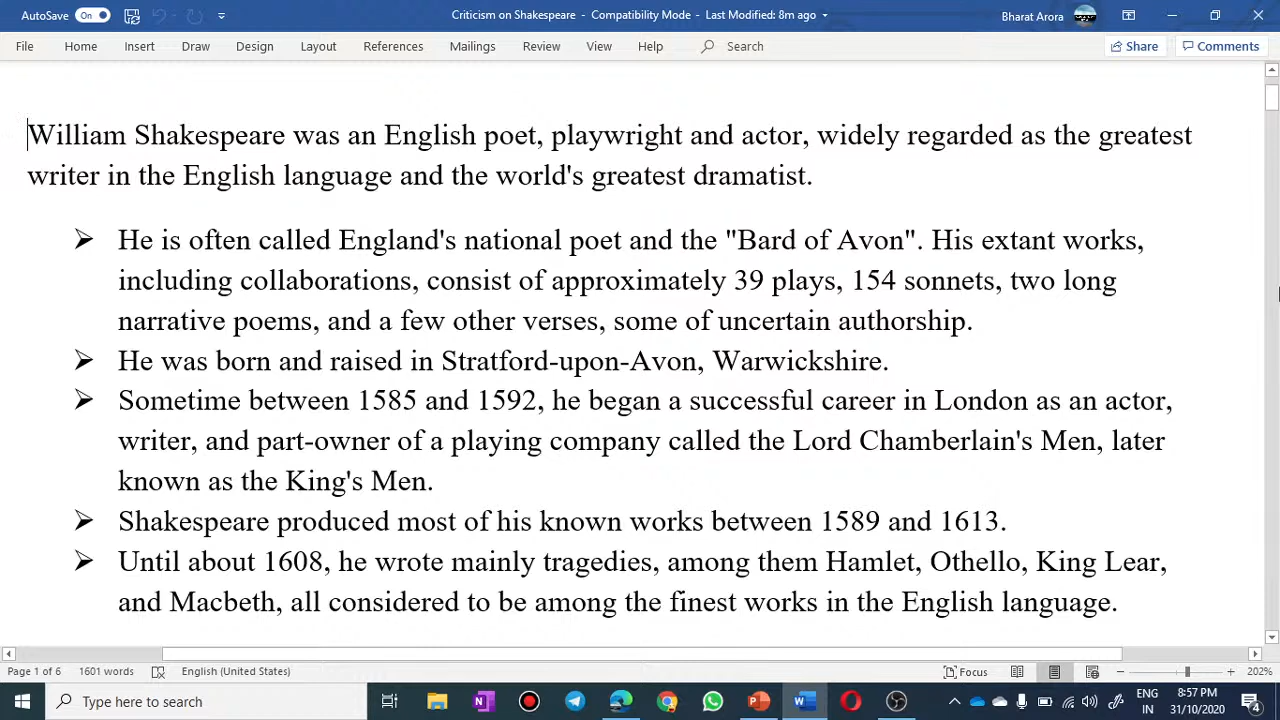 AutoSave On
Criticism on Shakespeare - Compatibility Mode - Last Modified: 8m ago
Bharat Arora
File Home Insert Draw Design Layout References Mailings Review View Help Search Share Comments
William Shakespeare was an English poet, playwright and actor, widely regarded as the greatest
writer in the English language and the world's greatest dramatist.
He is often called England's national poet and the "Bard of Avon". His extant works,
including collaborations, consist of approximately 39 plays, 154 sonnets, two long
narrative poems, and a few other verses, some of uncertain authorship.
He was born and raised in Stratford-upon-Avon, Warwickshire.
Sometime between 1585 and 1592, he began a successful career in London as an actor,
writer, and part-owner of a playing company called the Lord Chamberlain's Men, later
known as the King's Men.
Shakespeare produced most of his known works between 1589 and 1613.
Until about 1608, he wrote mainly tragedies, among them Hamlet, Othello, King Lear,
and Macbeth, all considered to be among the finest works in the English language.
Page 1 of 6 1601 words English (United States) Focus 202%
Type here to search
ENG 8:57 PM
IN 31/10/2020 4